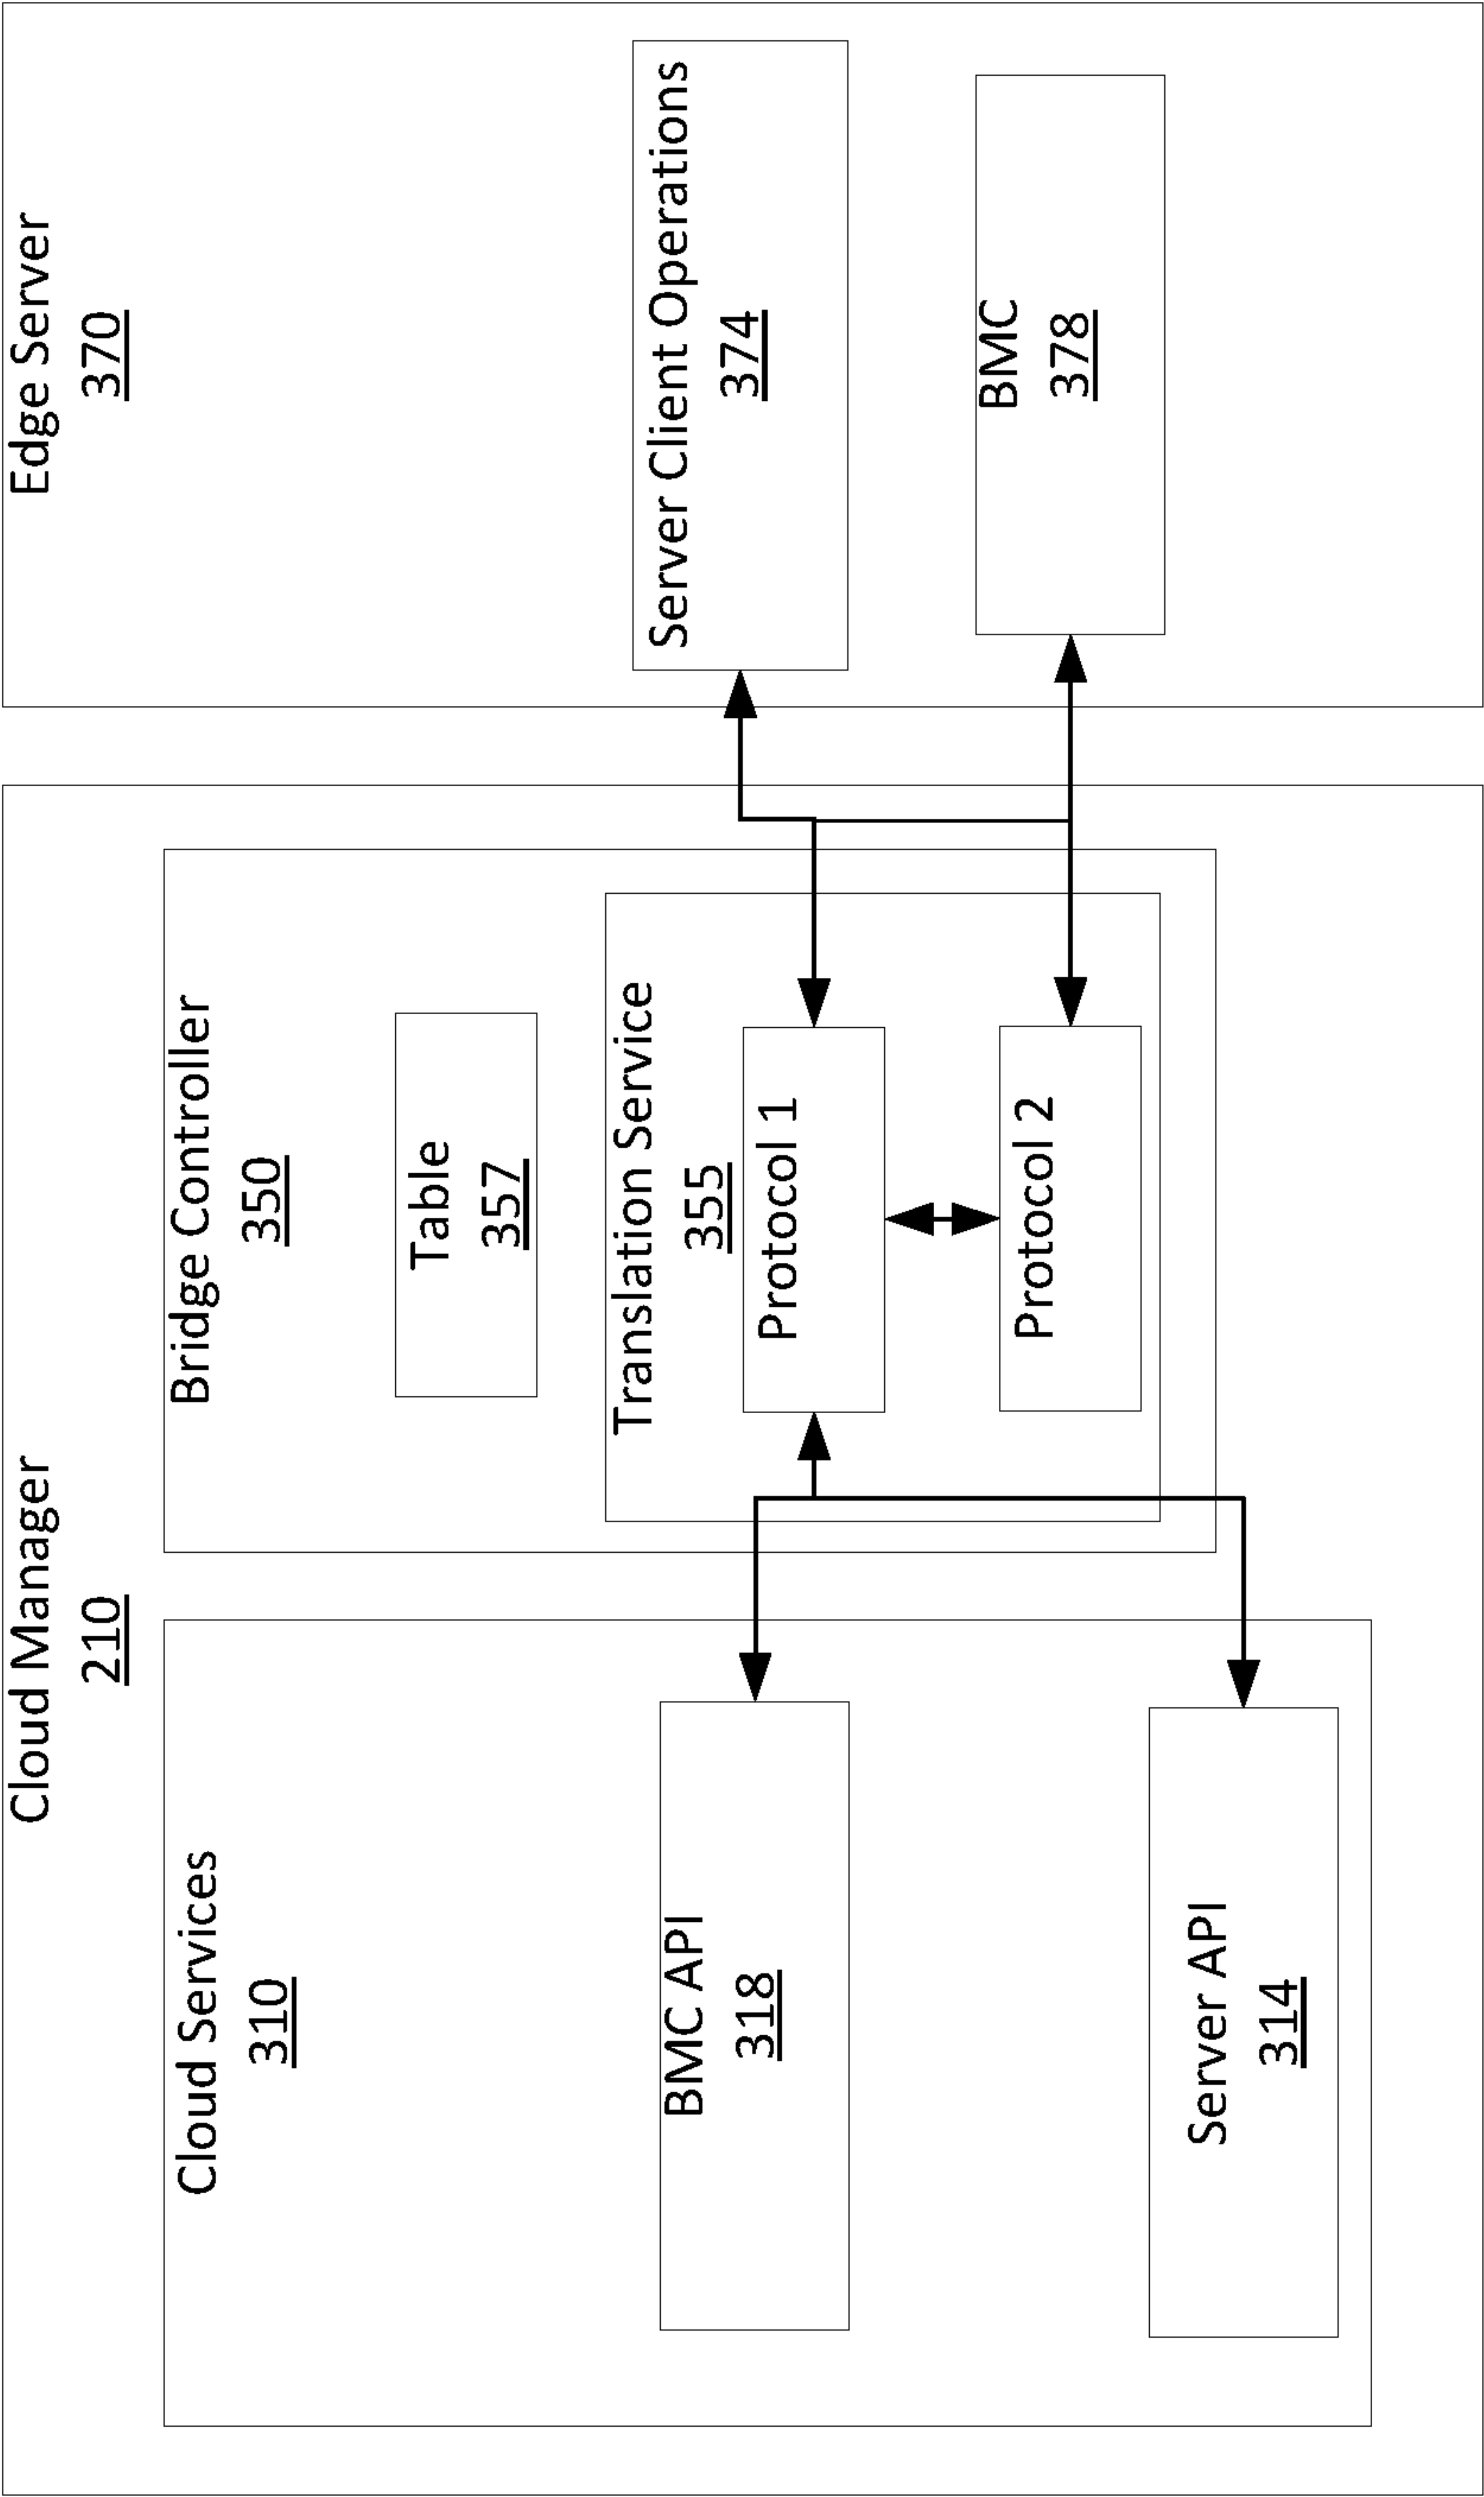 Cloud Manager
210
Cloud Services
310
BMC API
318
Server API
314
Bridge Controller
350
Table
357
Translation Service
355
Protocol 1
Protocol 2
Edge Server
370
Server Client Operations
374
BMC
378